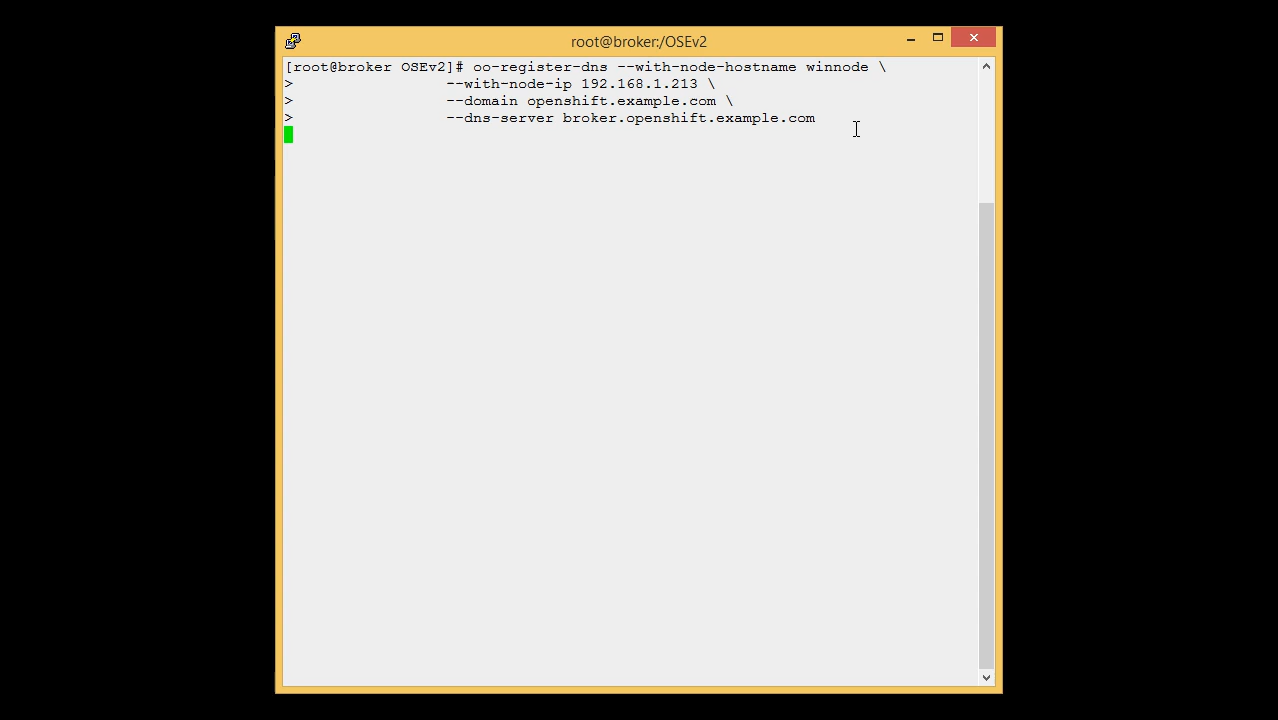 root@broker:/OSEv2
[root@broker OSEv2]# oo-register-dns --with-node-hostname winnode \
> --with-node-ip 192.168.1.213 \
> --domain openshift.example.com \
> --dns-server broker.openshift.example.com